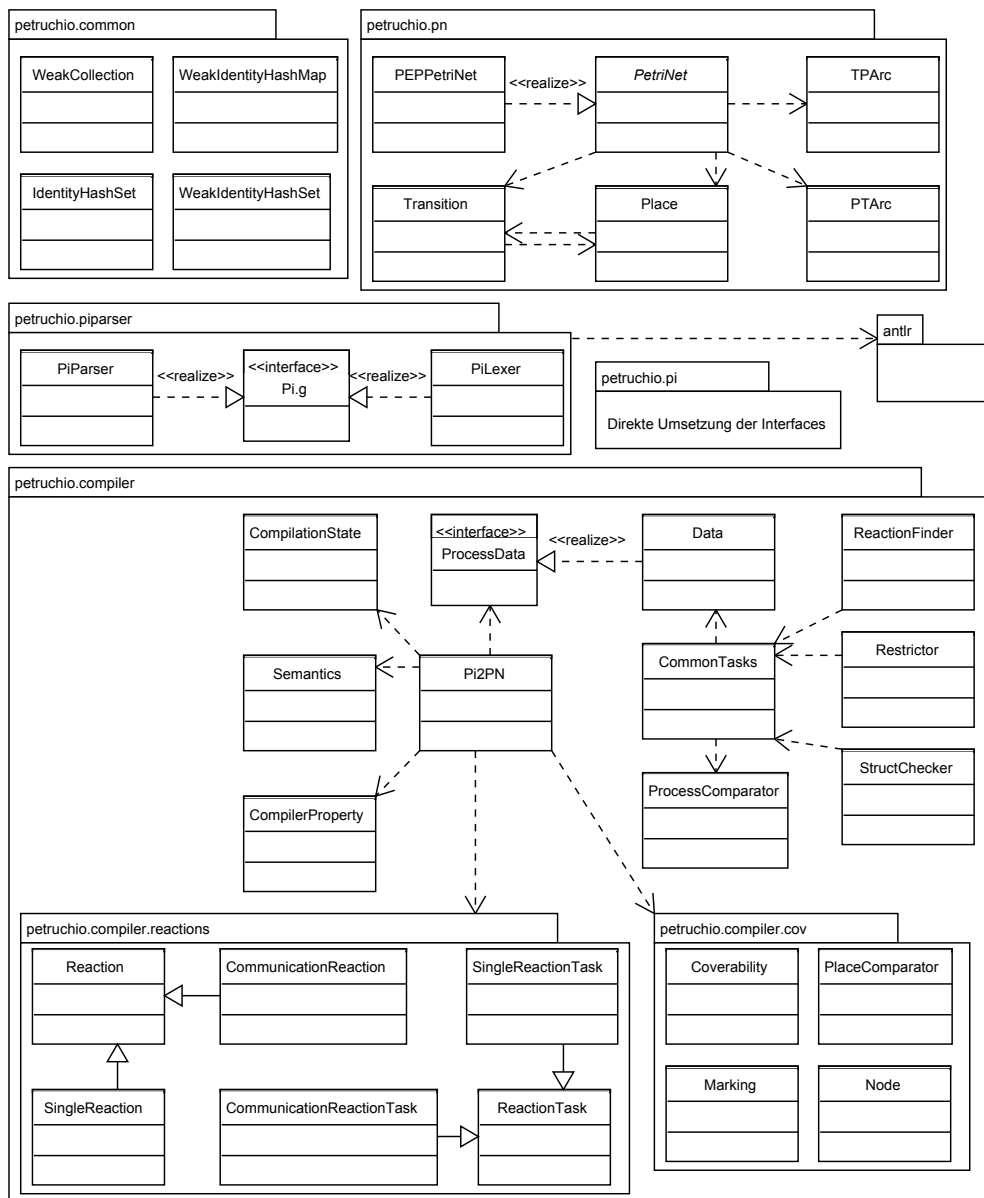 petruchio.common
WeakCollection
WeakIdentityHashMap
IdentityHashSet
WeakIdentityHashSet
petruchio.pn
PEPPetriNet
<<realize>>
PetriNet
TPArc
Transition
Place
PTArc
petruchio.piparser
PiParser
<<realize>>
<<interface>>
Pi.g
<<realize>>
PiLexer
antlr
petruchio.pi
Direkte Umsetzung der Interfaces
petruchio.compiler
CompilationState
<<interface>>
ProcessData
<<realize>>
Data
ReactionFinder
Semantics
Pi2PN
CommonTasks
Restrictor
CompilerProperty
ProcessComparator
StructChecker
petruchio.compiler.reactions
Reaction
CommunicationReaction
SingleReactionTask
SingleReaction
CommunicationReactionTask
ReactionTask
petruchio.compiler.cov
Coverability
PlaceComparator
Marking
Node